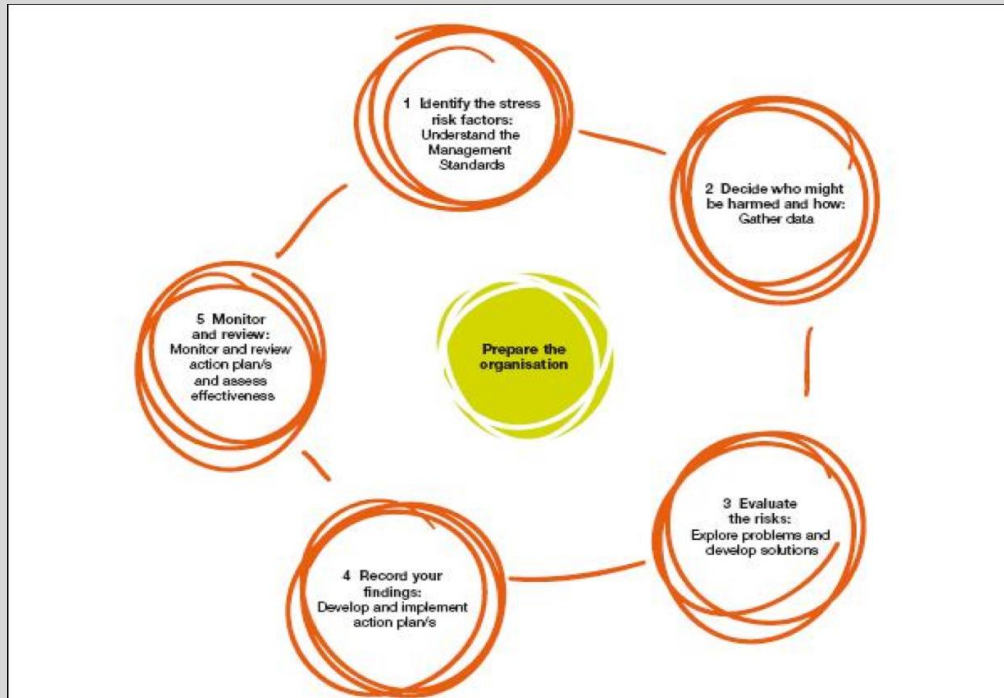 1 Identify the stress
risk factors:
Understand the
Management
Standards
2 Decide who might
be harmed and how:
Gather data
3 Evaluate
the risks:
Explore problems and
develop solutions
4 Record your
findings:
Develop and implement
action plan/s
5 Monitor
and review:
Monitor and review
action plan/s
and assess
effectiveness
Prepare the
organisation